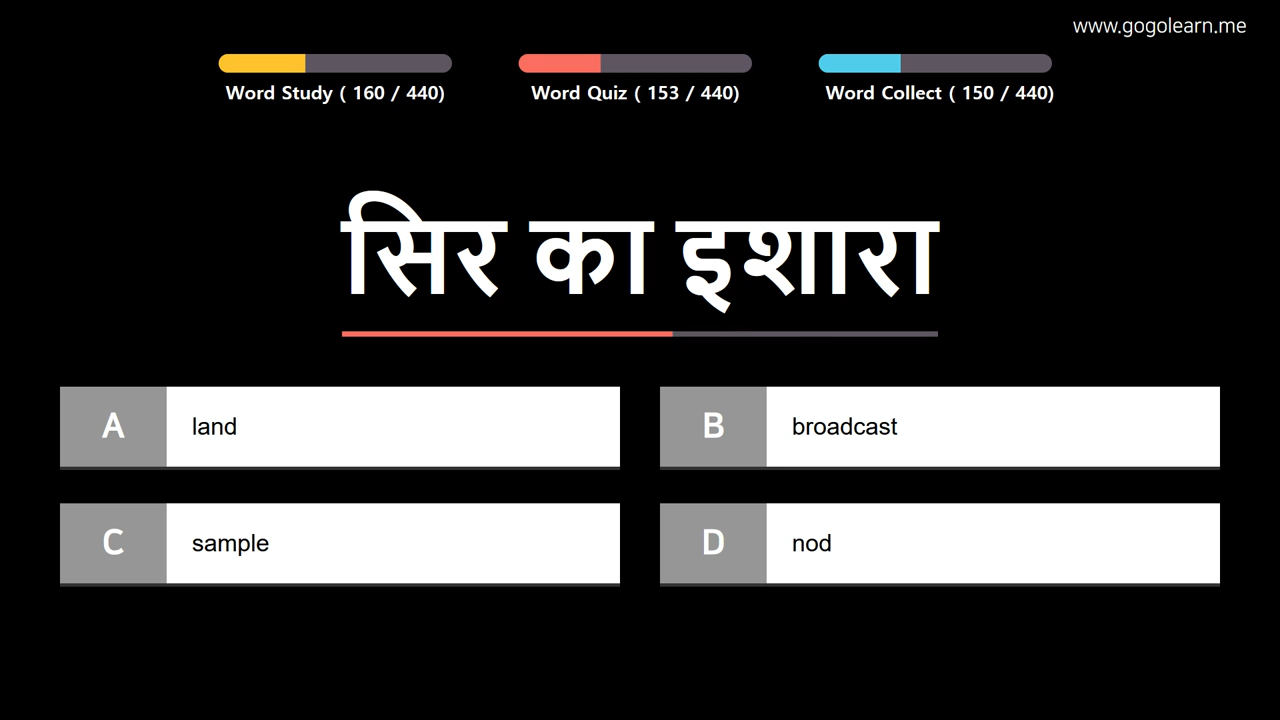 www.gogolearn.me
Word Study ( 160 / 440)
Word Quiz ( 153 / 440)
Word Collect ( 150 / 440)
सिर का इशारा
A
land
B
broadcast
C
sample
D
nod